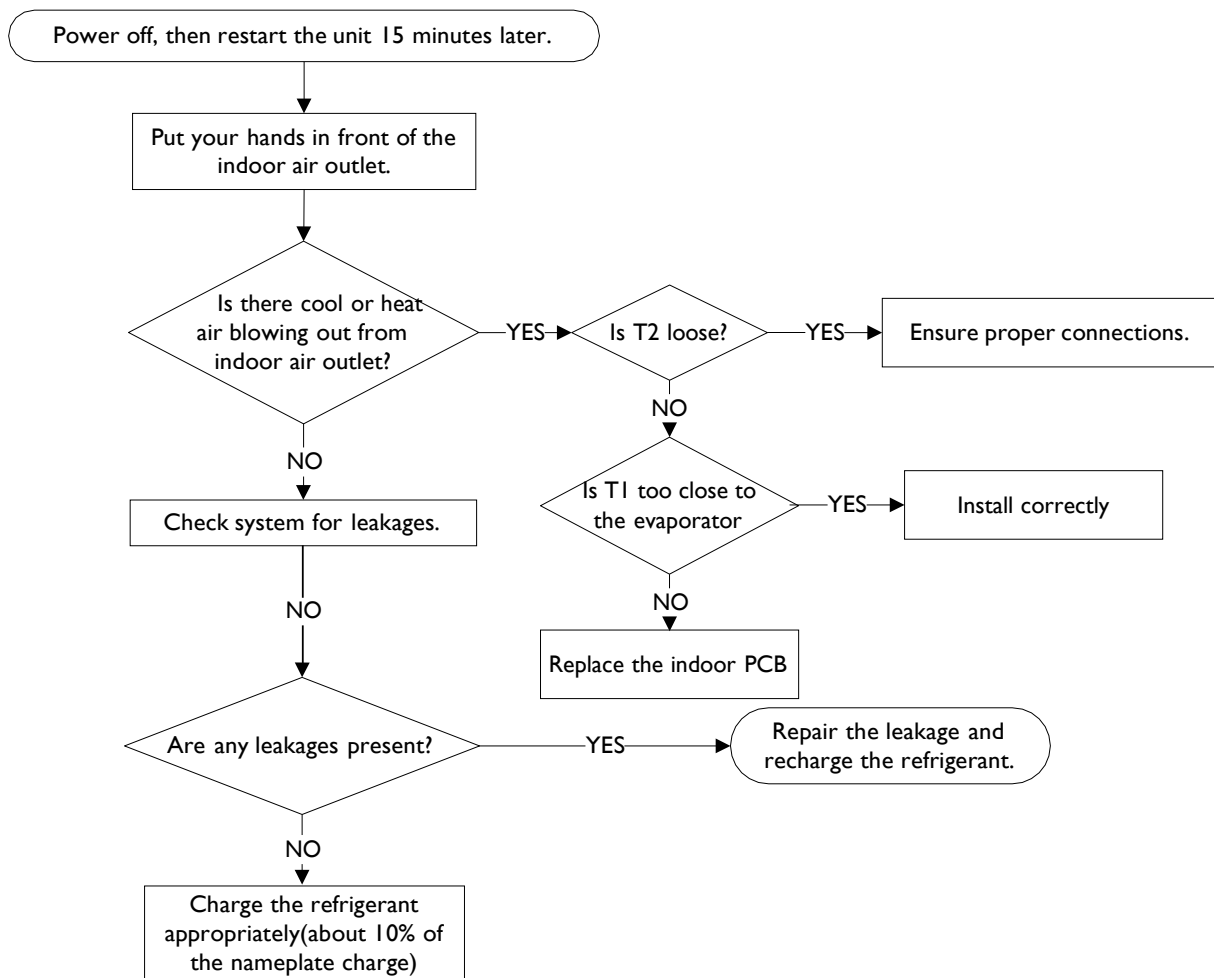 Power off, then restart the unit 15 minutes later.
Put your hands in front of the
indoor air outlet.
Is there cool or heat
air blowing out from
indoor air outlet?
YES
Is T2 loose?
YES
Ensure proper connections.
NO
NO
Is T1 too close to
the evaporator
YES
Install correctly
Check system for leakages.
NO
NO
Replace the indoor PCB
Are any leakages present?
YES
Repair the leakage and
recharge the refrigerant.
NO
Charge the refrigerant
appropriately(about 10% of
the nameplate charge)